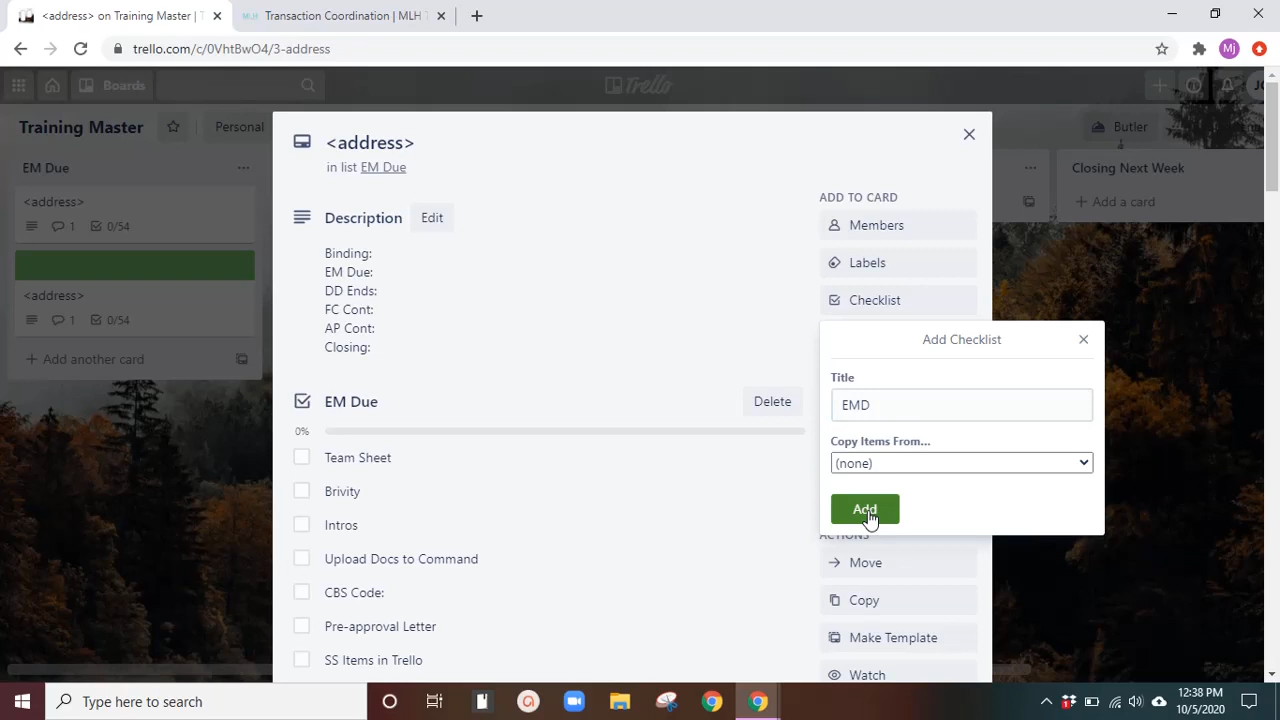 <address> on Training Master | T
Transaction Coordination | MLH T
trello.com/c/0VhtBwO4/3-address
Mj
Boards
Trello
Training Master
Personal
Butler
EM Due
<address>
1
0/54
<address>
1
0/54
Add another card
Closing Next Week
Add a card
<address>
in list EM Due
Description
Edit
Binding:
EM Due:
DD Ends:
FC Cont:
AP Cont:
Closing:
EM Due
Delete
0%
Team Sheet
Brivity
Intros
Upload Docs to Command
CBS Code:
Pre-approval Letter
SS Items in Trello
ADD TO CARD
Members
Labels
Checklist
Add Checklist
Title
EMD
Copy Items From...
(none)
Add
ACTIONS
Move
Copy
Make Template
Watch
Type here to search
12:38 PM
10/5/2020